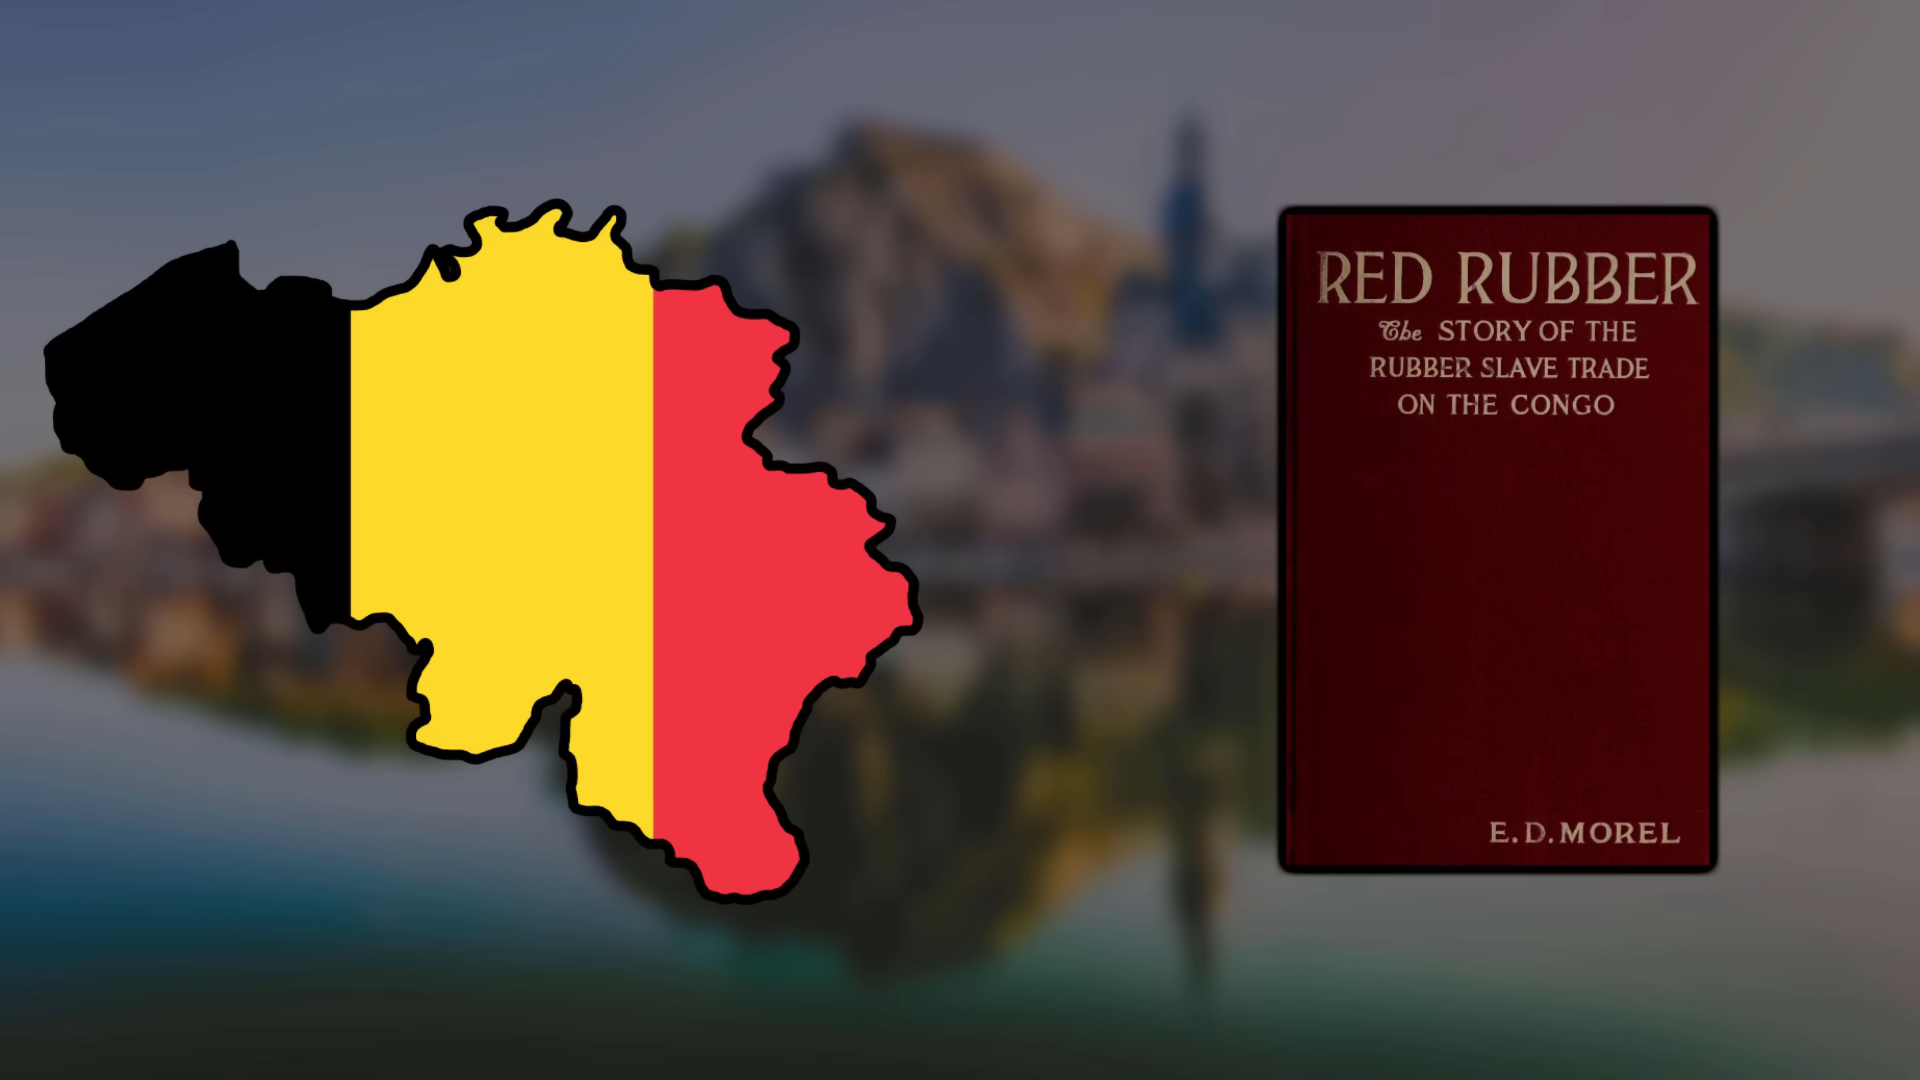 RED RUBBER
The STORY OF THE
RUBBER SLAVE TRADE
ON THE CONGO
E. D. MOREL